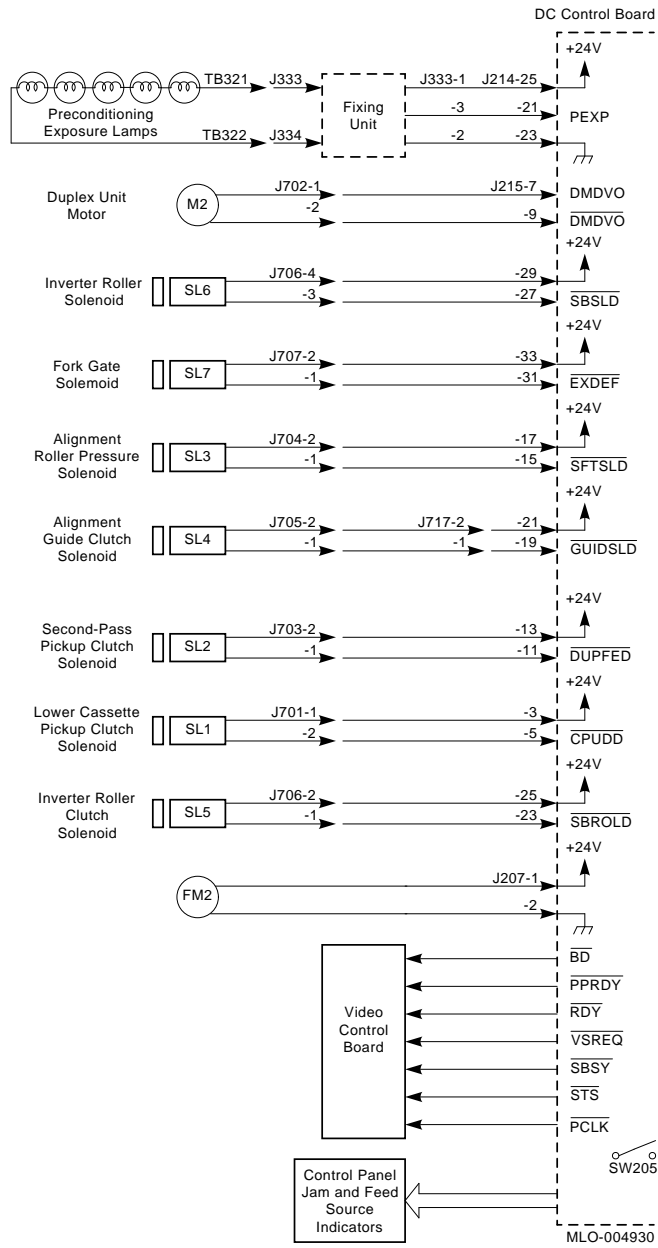 DC Control Board
+24V
TB321 J333 J333-1 J214-25
Preconditioning
Exposure Lamps
Fixing
Unit
-3 -21 PEXP
TB322 J334 -2 -23
Duplex Unit
Motor
M2
J702-1 J215-7 DMDVO
-2 -9 DMDVO
+24V
Inverter Roller
Solenoid
SL6
J706-4 -29
-3 -27 SBSLD
+24V
Fork Gate
Solemoid
SL7
J707-2 -33
-1 -31 EXDEF
+24V
Alignment
Roller Pressure
Solenoid
SL3
J704-2 -17
-1 -15 SFTSLD
+24V
Alignment
Guide Clutch
Solenoid
SL4
J705-2 J717-2 -21
-1 -1 -19 GUIDSLD
+24V
Second-Pass
Pickup Clutch
Solenoid
SL2
J703-2 -13
-1 -11 DUPFED
+24V
Lower Cassette
Pickup Clutch
Solenoid
SL1
J701-1 -3
-2 -5 CPUDD
+24V
Inverter Roller
Clutch
Solenoid
SL5
J706-2 -25
-1 -23 SBROLD
+24V
FM2
J207-1
-2
Video
Control
Board
BD
PPRDY
RDY
VSREQ
SBSY
STS
PCLK
SW205
Control Panel
Jam and Feed
Source
Indicators
MLO-004930